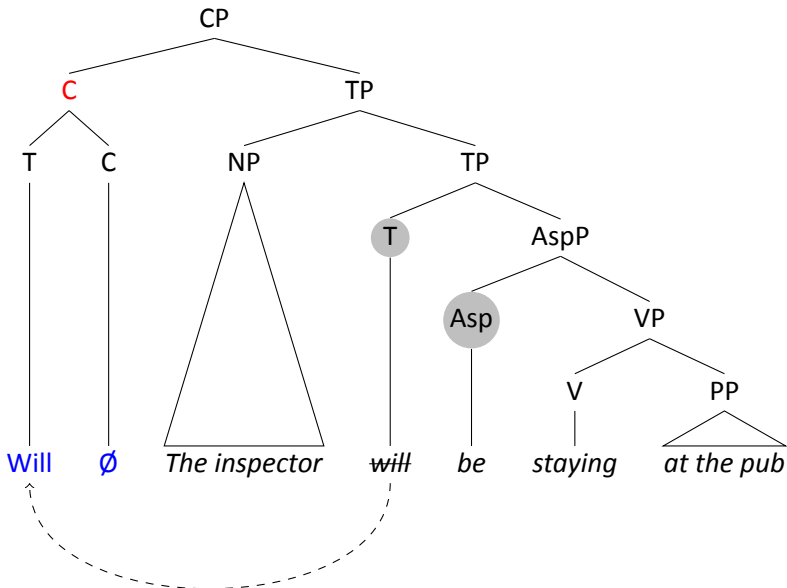 CP
C TP
T C NP TP
T AspP
Asp VP
V PP
Will Ø The inspector will be staying at the pub